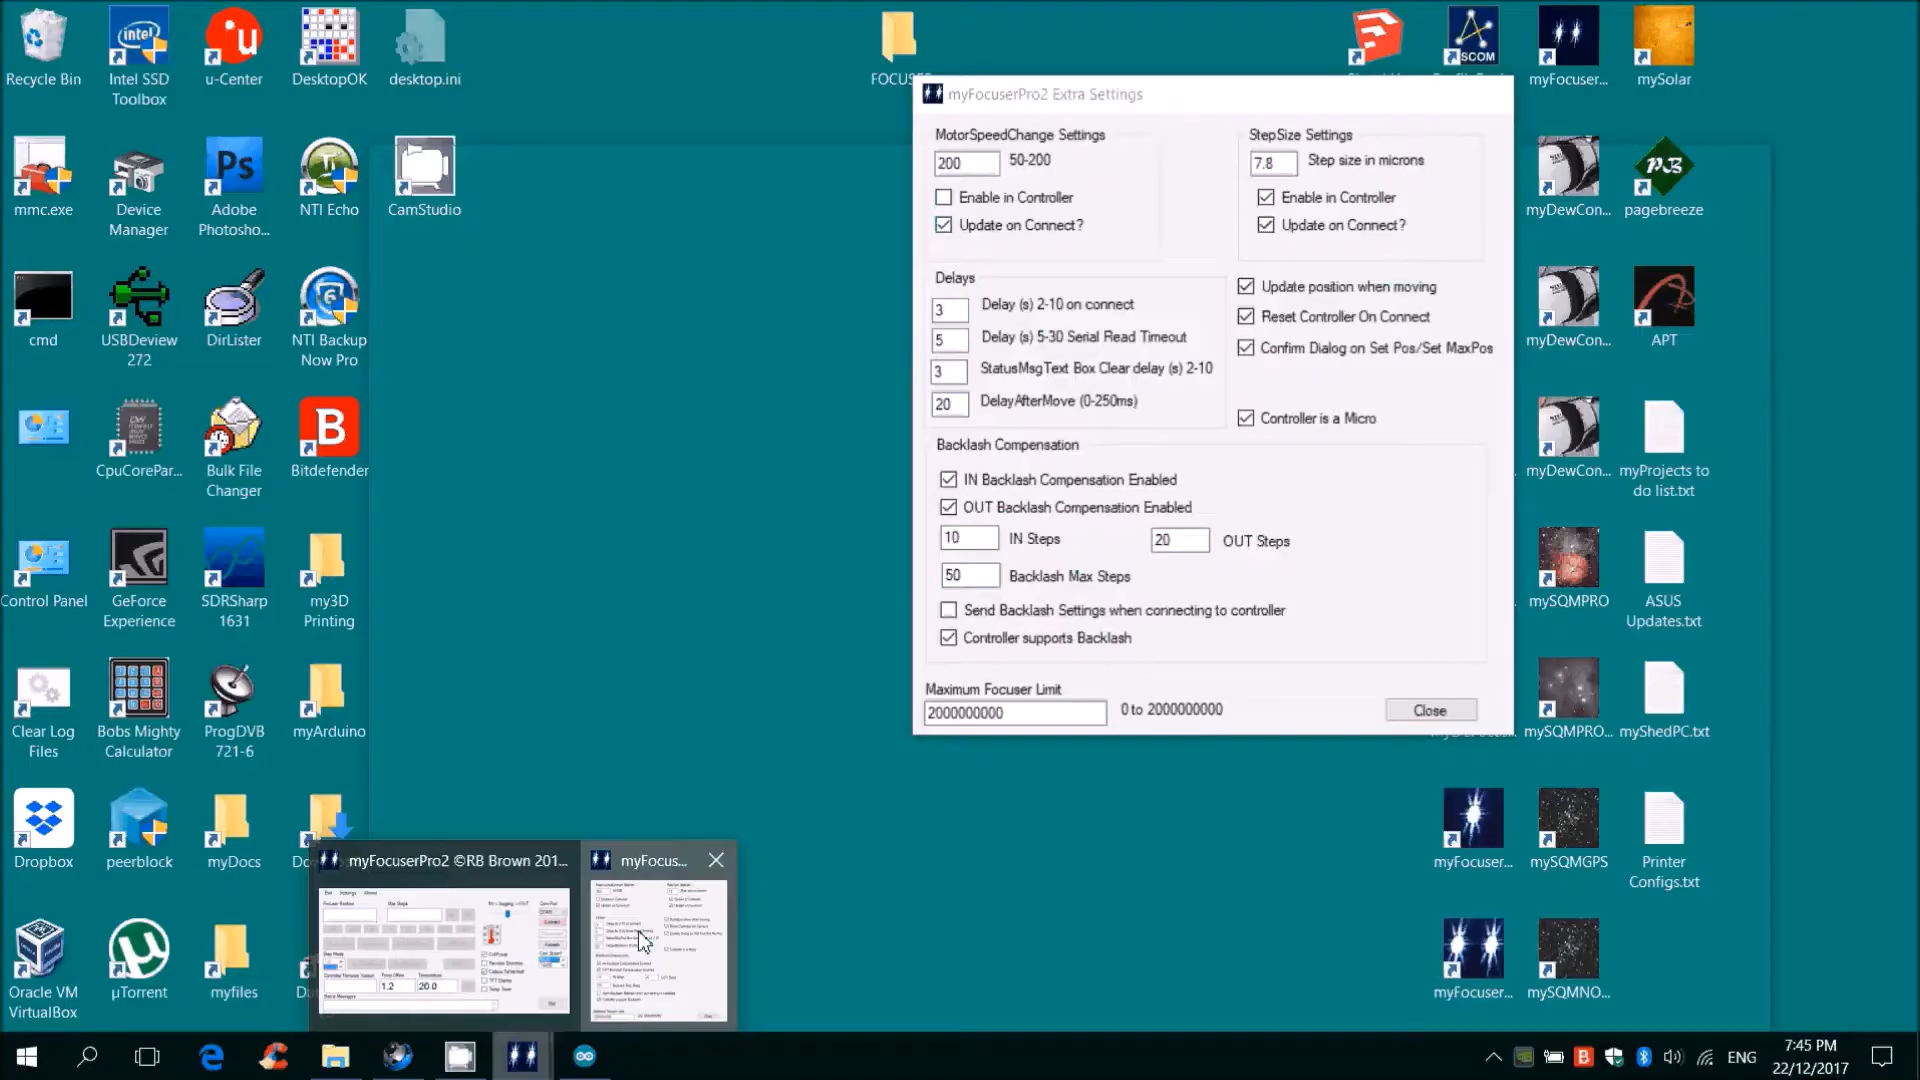 Recycle Bin
Intel SSD
Toolbox
u-Center
DesktopOK
desktop.ini
SCOM
myFocuser...
mySolar
myFocuserPro2 Extra Settings
MotorSpeedChange Settings
200
50-200
Enable in Controller
Update on Connect?
StepSize Settings
7.8
Step size in microns
Enable in Controller
Update on Connect?
Delays
3
Delay (s) 2-10 on connect
5
Delay (s) 5-30 Serial Read Timeout
3
StatusMsgText Box Clear delay (s) 2-10
20
DelayAfterMove (0-250ms)
Update position when moving
Reset Controller On Connect
Confirm Dialog on Set Pos/Set MaxPos
Controller is a Micro
Backlash Compensation
IN Backlash Compensation Enabled
OUT Backlash Compensation Enabled
10
IN Steps
20
OUT Steps
50
Backlash Max Steps
Send Backlash Settings when connecting to controller
Controller supports Backlash
Maximum Focuser Limit
2000000000
0 to 2000000000
Close
mmc.exe
Device
Manager
Ps
Adobe
Photosho...
NTI Echo
CamStudio
myDewCon...
pagebreeze
cmd
USBDeview
272
DirLister
NTI Backup
Now Pro
myDewCon...
APT
CpuCorePar...
Bulk File
Changer
Bitdefender
myDewCon...
myProjects to
do list.txt
Control Panel
GeForce
Experience
SDRSharp
1631
my3D
Printing
mySQMPRO
ASUS
Updates.txt
Clear Log
Files
Bobs Mighty
Calculator
ProgDVB
721-6
myArduino
mySQMPRO...
myShedPC.txt
Dropbox
peerblock
myDocs
myFocuser...
mySQMGPS
Printer
Configs.txt
myFocuserPro2 ©RB Brown 201...
myFocus...
1.2
20.0
Oracle VM
VirtualBox
µTorrent
myfiles
myFocuser...
mySQMNO...
ENG
7:45 PM
22/12/2017